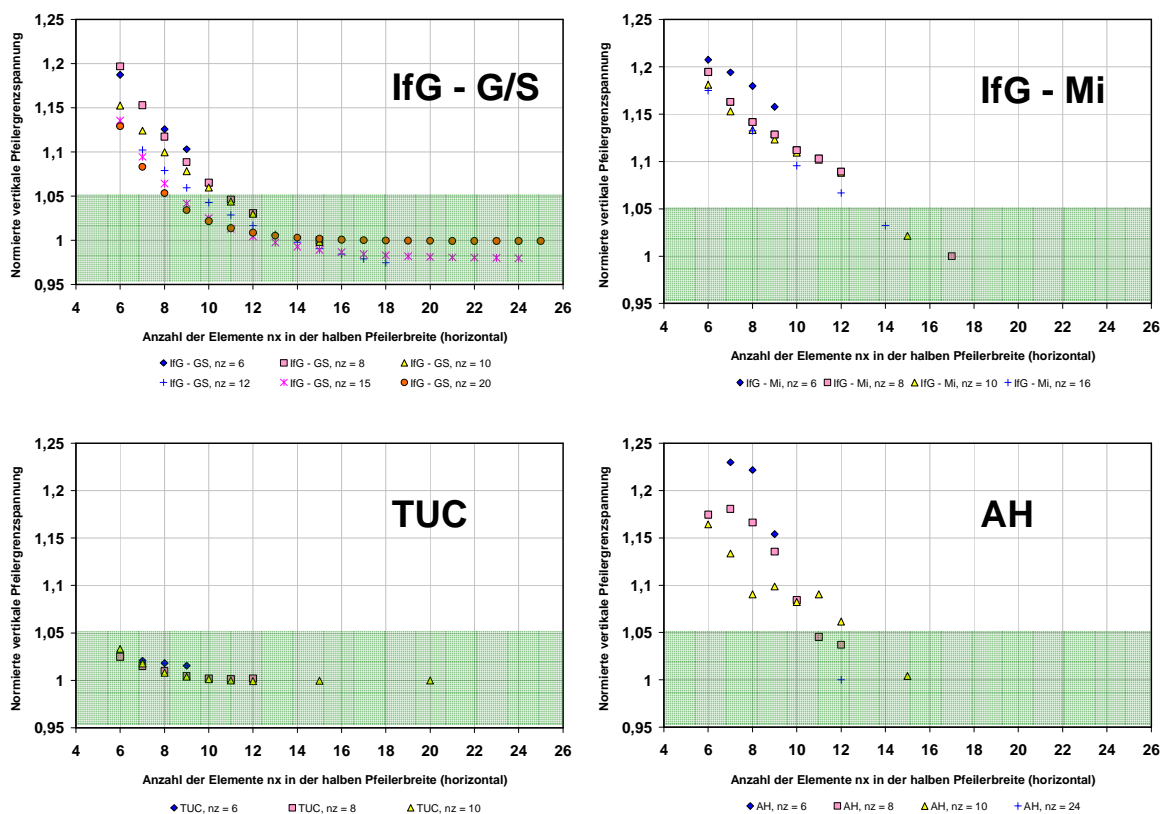 IfG - G/S
Normierte vertikale Pfeilergrenzspannung
1,25
1,2
1,15
1,1
1,05
1
0,95
4 6 8 10 12 14 16 18 20 22 24 26
Anzahl der Elemente nx in der halben Pfeilerbreite (horizontal)
IfG - GS, nz = 6 IfG - GS, nz = 8 IfG - GS, nz = 10
IfG - GS, nz = 12 IfG - GS, nz = 15 IfG - GS, nz = 20
IfG - Mi
Normierte vertikale Pfeilergrenzspannung
1,25
1,2
1,15
1,1
1,05
1
0,95
4 6 8 10 12 14 16 18 20 22 24 26
Anzahl der Elemente nx in der halben Pfeilerbreite (horizontal)
IfG - Mi, nz = 6 IfG - Mi, nz = 8 IfG - Mi, nz = 10 IfG - Mi, nz = 16
TUC
Normierte vertikale Pfeilergrenzspannung
1,25
1,2
1,15
1,1
1,05
1
0,95
4 6 8 10 12 14 16 18 20 22 24 26
Anzahl der Elemente nx in der halben Pfeilerbreite (horizontal)
TUC, nz = 6 TUC, nz = 8 TUC, nz = 10
AH
Normierte vertikale Pfeilergrenzspannung
1,25
1,2
1,15
1,1
1,05
1
0,95
4 6 8 10 12 14 16 18 20 22 24 26
Anzahl der Elemente nx in der halben Pfeilerbreite (horizontal)
AH, nz = 6 AH, nz = 8 AH, nz = 10 AH, nz = 24